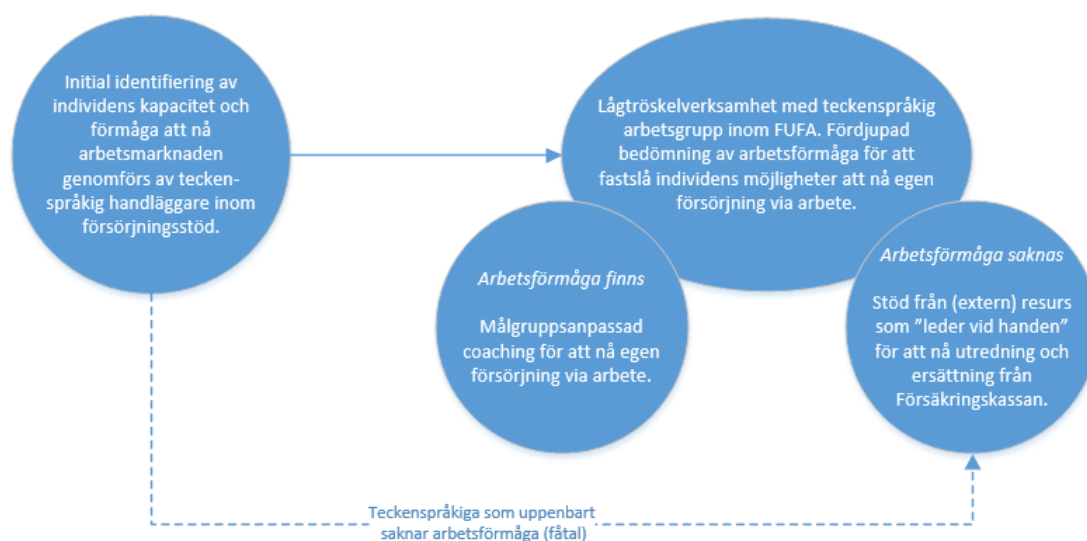 Initial identifiering av
individens kapacitet och
förmåga att nå
arbetsmarknaden
genomförs av tecken-
språkig handläggare inom
försörjningsstöd.
Lågtröskelverksamhet med teckenspråkig
arbetsgrupp inom FUFA. Fördjupad
bedömning av arbetsförmåga för att
fastslå individens möjligheter att nå egen
försörjning via arbete.
Arbetsförmåga finns
Målgruppsanpassad
coaching för att nå egen
försörjning via arbete.
Arbetsförmåga saknas
Stöd från (extern) resurs
som ”leder vid handen”
för att nå utredning och
ersättning från
Försäkringskassan.
Teckenspråkiga som uppenbart
saknar arbetsförmåga (fåtal)